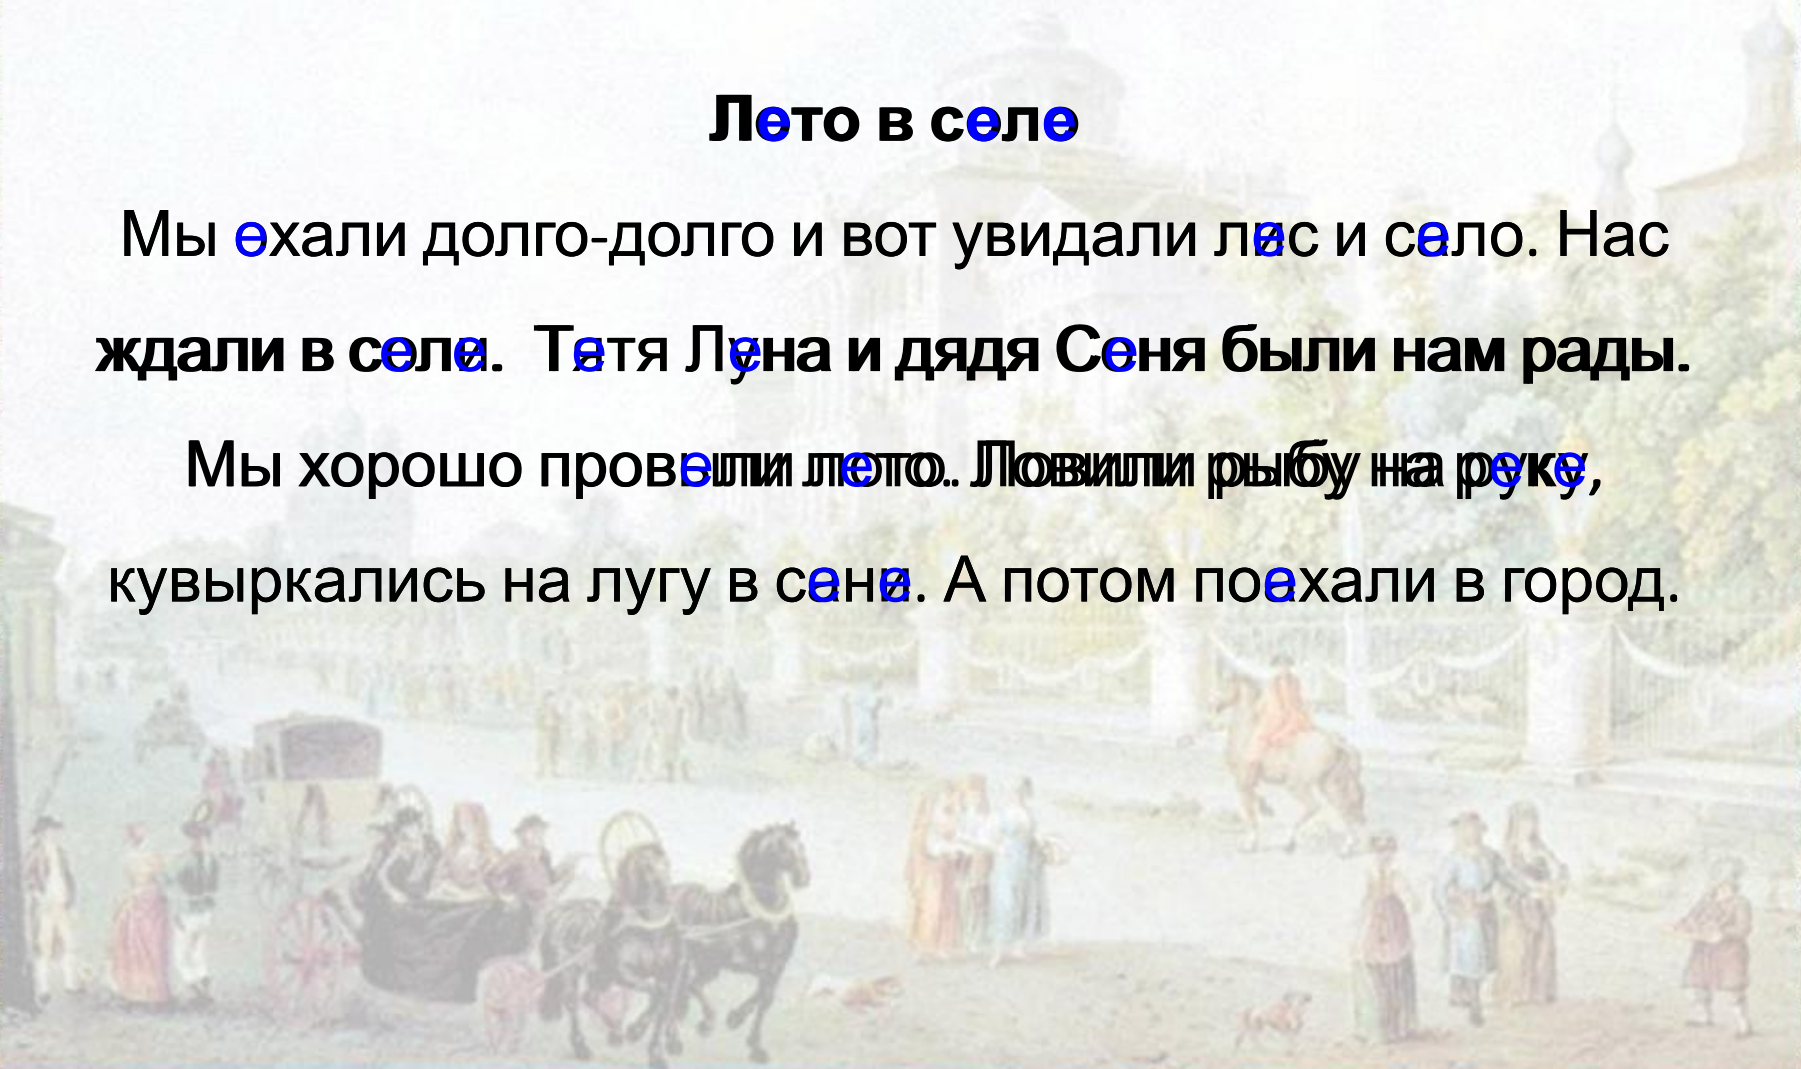 Лето в селе
Мы ехали долго-долго и вот увидали лес и село. Нас
ждали в селе. Тетя Лена и дядя Сеня были нам рады.
Мы хорошо провели лето. Ловили рыбу на реке,
кувыркались на лугу в сене. А потом поехали в город.